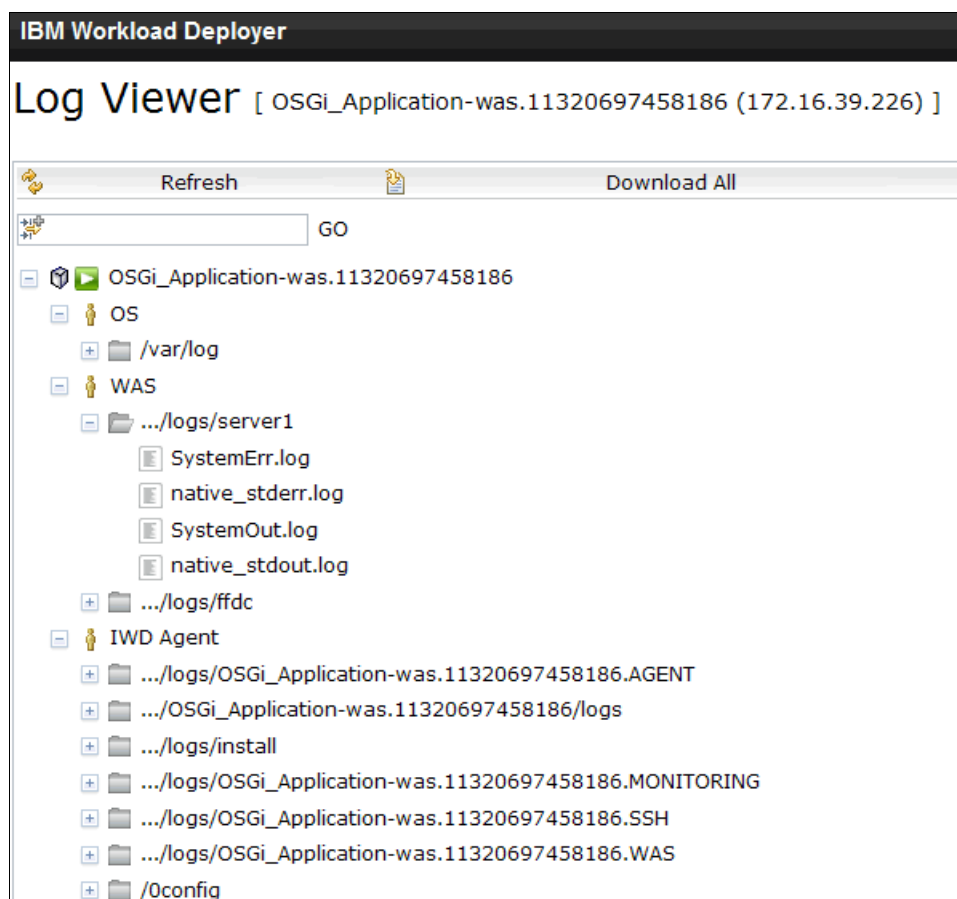 IBM Workload Deployer
Log Viewer [ OSGi_Application-was.11320697458186 (172.16.39.226) ]
Refresh Download All
GO
OSGi_Application-was.11320697458186
OS
/var/log
WAS
.../logs/server1
SystemErr.log
native_stderr.log
SystemOut.log
native_stdout.log
.../logs/ffdc
IWD Agent
.../logs/OSGi_Application-was.11320697458186.AGENT
.../OSGi_Application-was.11320697458186/logs
.../logs/install
.../logs/OSGi_Application-was.11320697458186.MONITORING
.../logs/OSGi_Application-was.11320697458186.SSH
.../logs/OSGi_Application-was.11320697458186.WAS
/0config